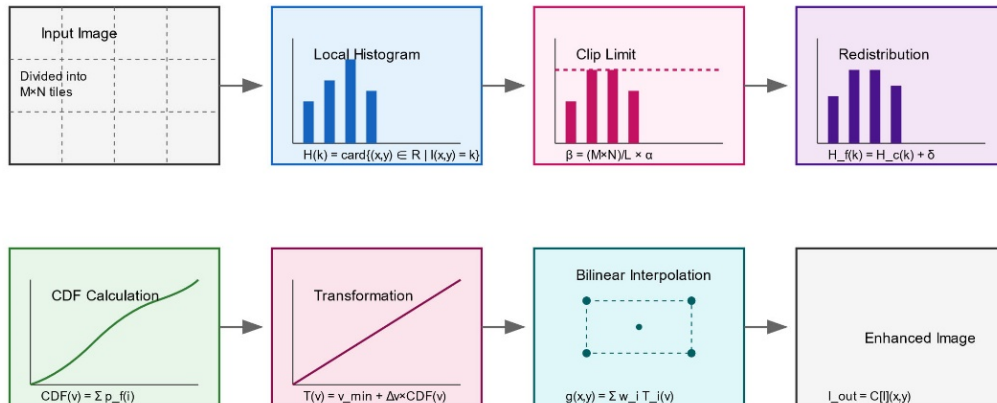 Input Image
Divided into
M×N tiles
Local Histogram
H(k) = card{(x,y) ∈ R | I(x,y) = k}
Clip Limit
β = (M×N)/L × α
Redistribution
H_f(k) = H_c(k) + δ
CDF Calculation
CDF(v) = Σ p_f(i)
Transformation
T(v) = v_min + Δv×CDF(v)
Bilinear Interpolation
g(x,y) = Σ w_i T_i(v)
Enhanced Image
I_out = C[I](x,y)